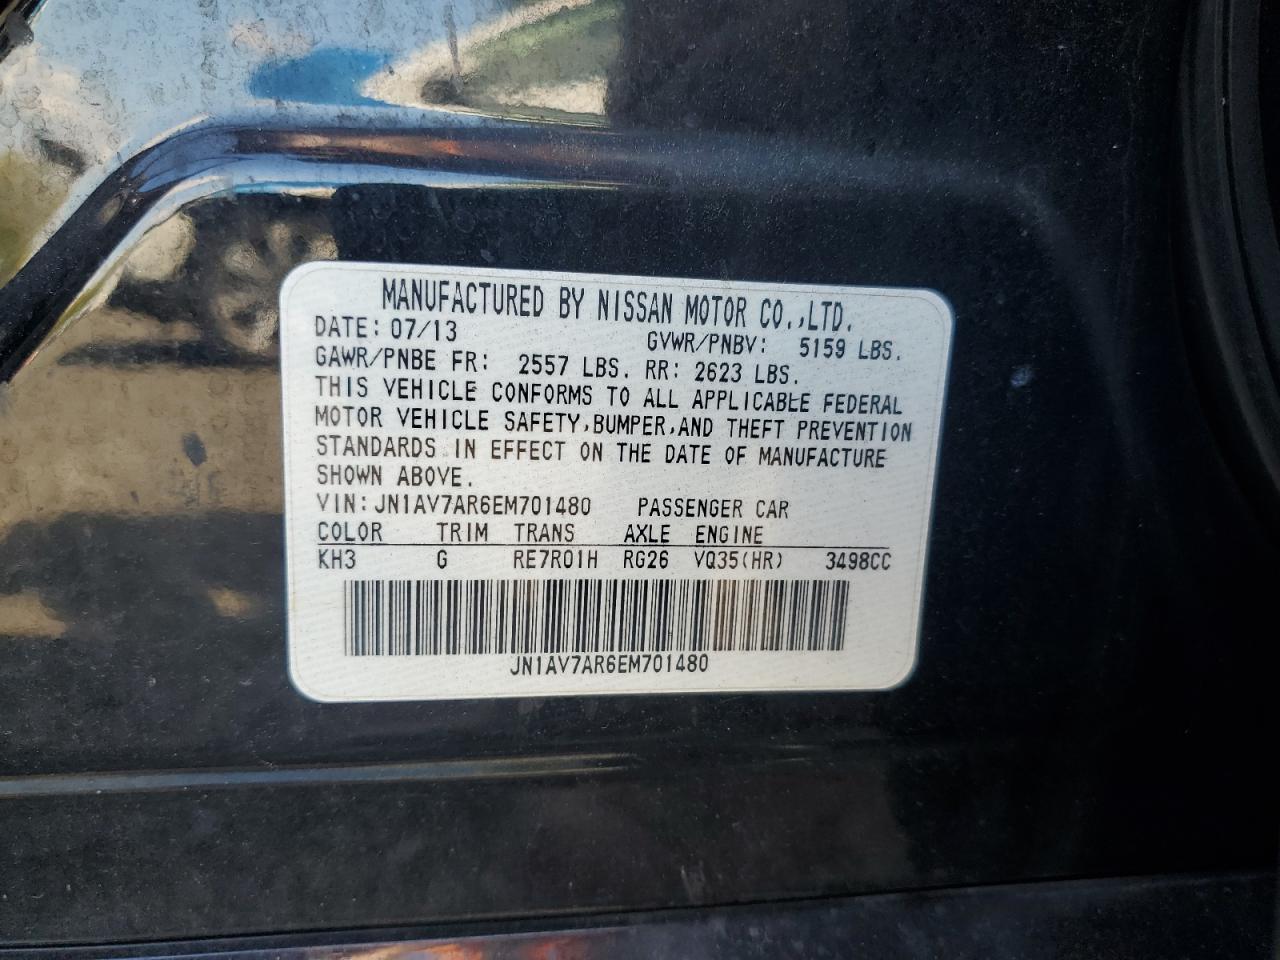 MANUFACTURED BY NISSAN MOTOR CO.,LTD.
DATE: 07/13 GVWR/PNBV: 5159 LBS.
GAWR/PNBE FR: 2557 LBS. RR: 2623 LBS.
THIS VEHICLE CONFORMS TO ALL APPLICABLE FEDERAL
MOTOR VEHICLE SAFETY,BUMPER,AND THEFT PREVENTION
STANDARDS IN EFFECT ON THE DATE OF MANUFACTURE
SHOWN ABOVE.
VIN:JN1AV7AR6EM701480 PASSENGER CAR
COLOR TRIM TRANS AXLE ENGINE
KH3 G RE7R01H RG26 VQ35(HR) 3498CC
JN1AV7AR6EM701480